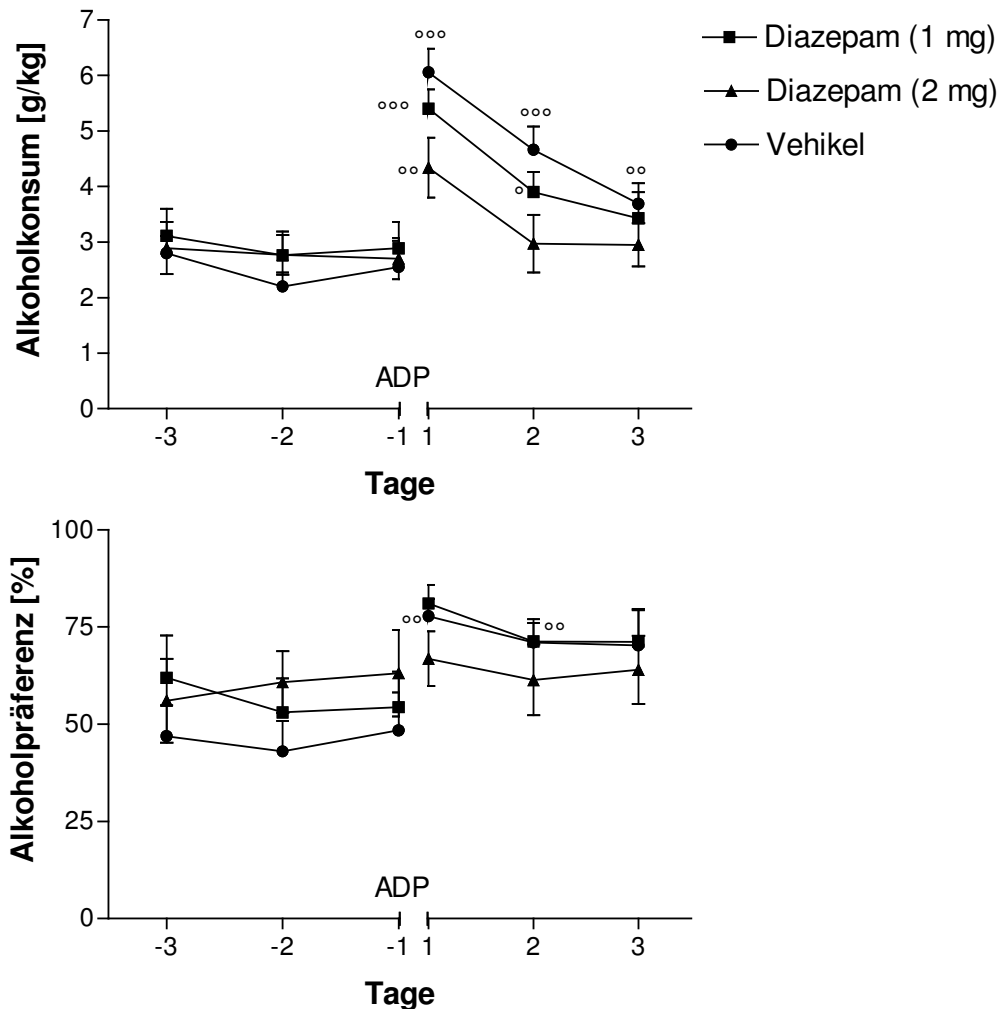 Alkoholkonsum [g/kg]
7
6
5
4
3
2
1
0
°°°
°°°
°°
°°°
°
°°
ADP
-3 -2 -1 1 2 3
Tage
Diazepam (1 mg)
Diazepam (2 mg)
Vehikel
Alkoholpräferenz [%]
100
75
50
25
0
°°
°°
ADP
-3 -2 -1 1 2 3
Tage